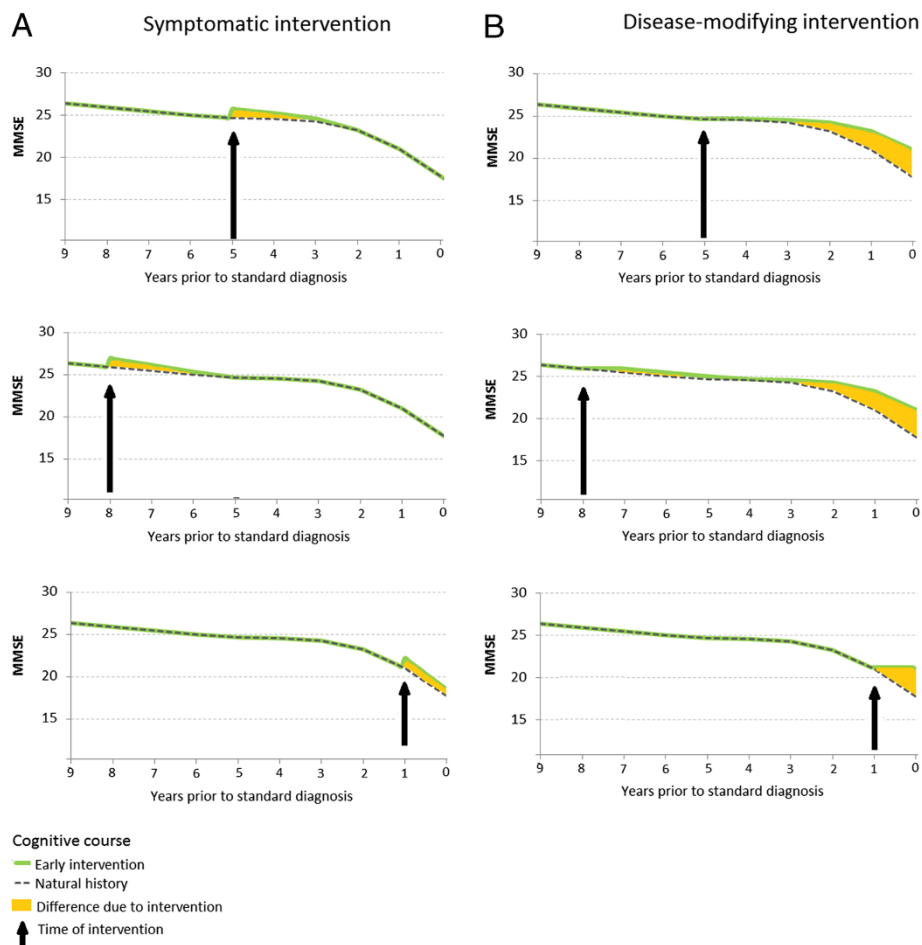 A
Symptomatic intervention
B
Disease-modifying intervention
MMSE
30
25
20
15
9 8 7 6 5 4 3 2 1 0
Years prior to standard diagnosis
MMSE
30
25
20
15
9 8 7 6 5 4 3 2 1 0
Years prior to standard diagnosis
MMSE
30
25
20
15
9 8 7 6 5 4 3 2 1 0
Years prior to standard diagnosis
MMSE
30
25
20
15
9 8 7 6 5 4 3 2 1 0
Years prior to standard diagnosis
MMSE
30
25
20
15
9 8 7 6 5 4 3 2 1 0
Years prior to standard diagnosis
MMSE
30
25
20
15
9 8 7 6 5 4 3 2 1 0
Years prior to standard diagnosis
Cognitive course
Early intervention
Natural history
Difference due to intervention
Time of intervention